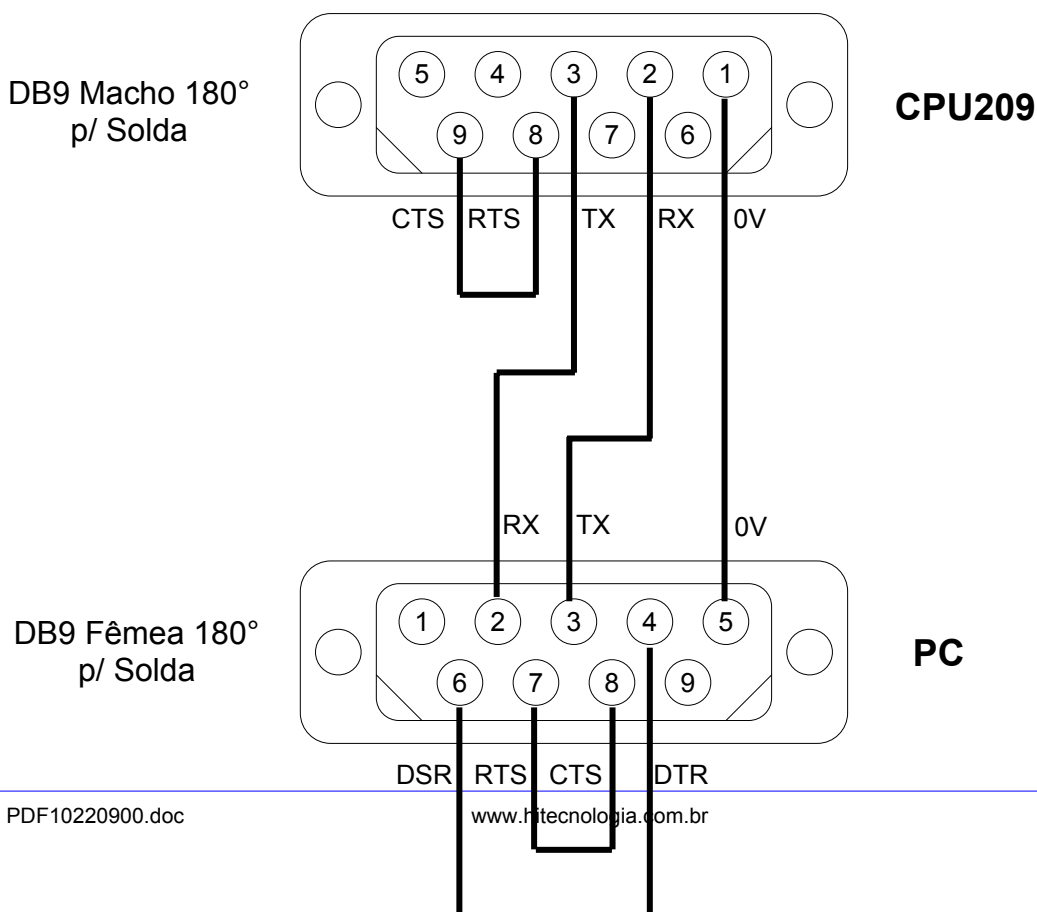 DB9 Macho 180°
p/ Solda
5 4 3 2 1
9 8 7 6
CPU209
CTS RTS TX RX 0V
RX TX 0V
DB9 Fêmea 180°
p/ Solda
1 2 3 4 5
6 7 8 9
PC
DSR RTS CTS DTR
PDF10220900.doc www.hitecnologia.com.br